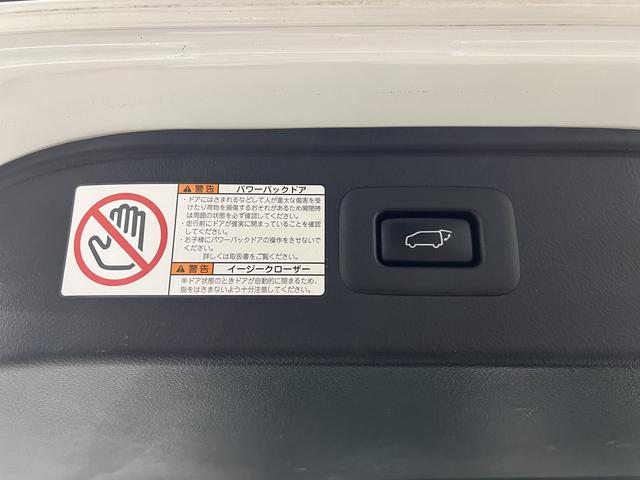 ⚠警告 パワーバックドア
・ドアにはさまれるなどして人が重大な傷害を受
けたり荷物を損傷するおそれがあるため開閉時
は周囲の状態を必ず確認してください。
・走行前にドアが確実に閉まっていることを確認
してください。
・お子様にパワーバックドアの操作をさせないで
ください。
詳しくは取扱書をご覧ください。
⚠警告 イージークローザー
半ドア状態のときドアが自動的に閉まるため、
指をはさまないよう十分注意してください。